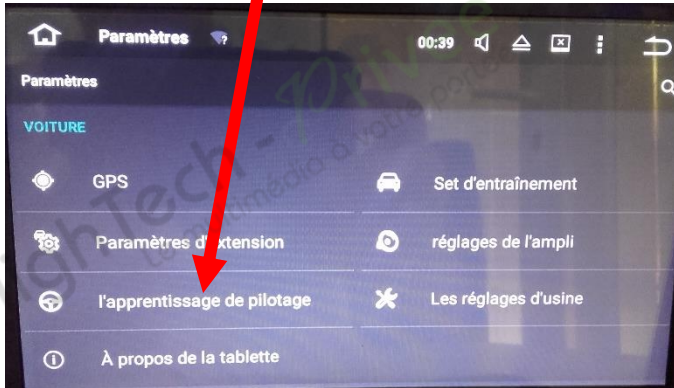 Paramètres
00:39
Paramètres
VOITURE
GPS
Set d'entraînement
Paramètres d'extension
réglages de l'ampli
l'apprentissage de pilotage
Les réglages d'usine
À propos de la tablette